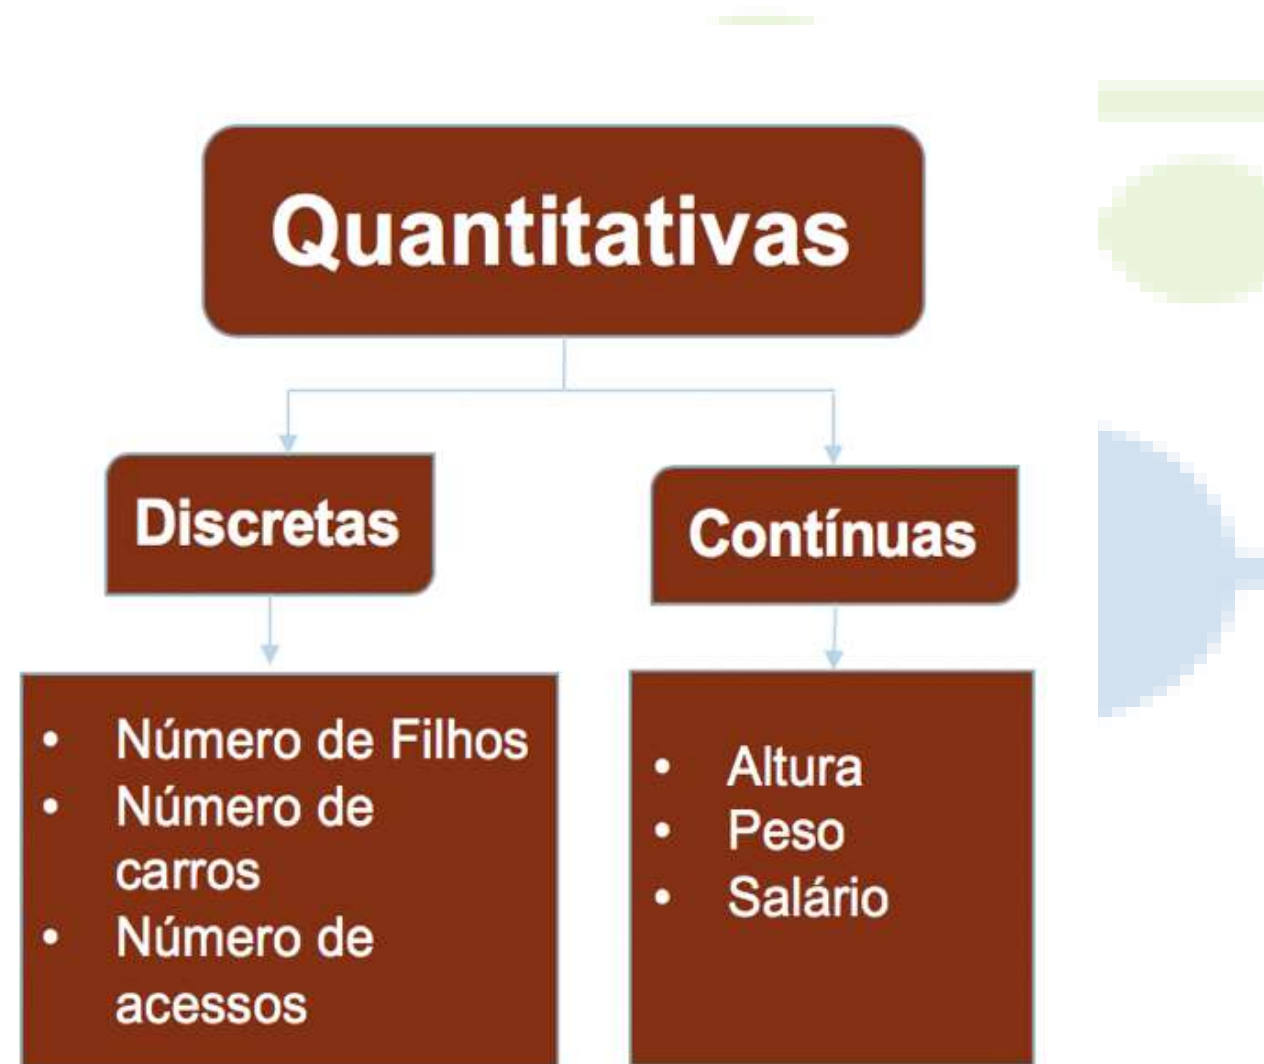 Quantitativas
Discretas
Contínuas
• Número de Filhos
• Número de
carros
• Número de
acessos
• Altura
• Peso
• Salário